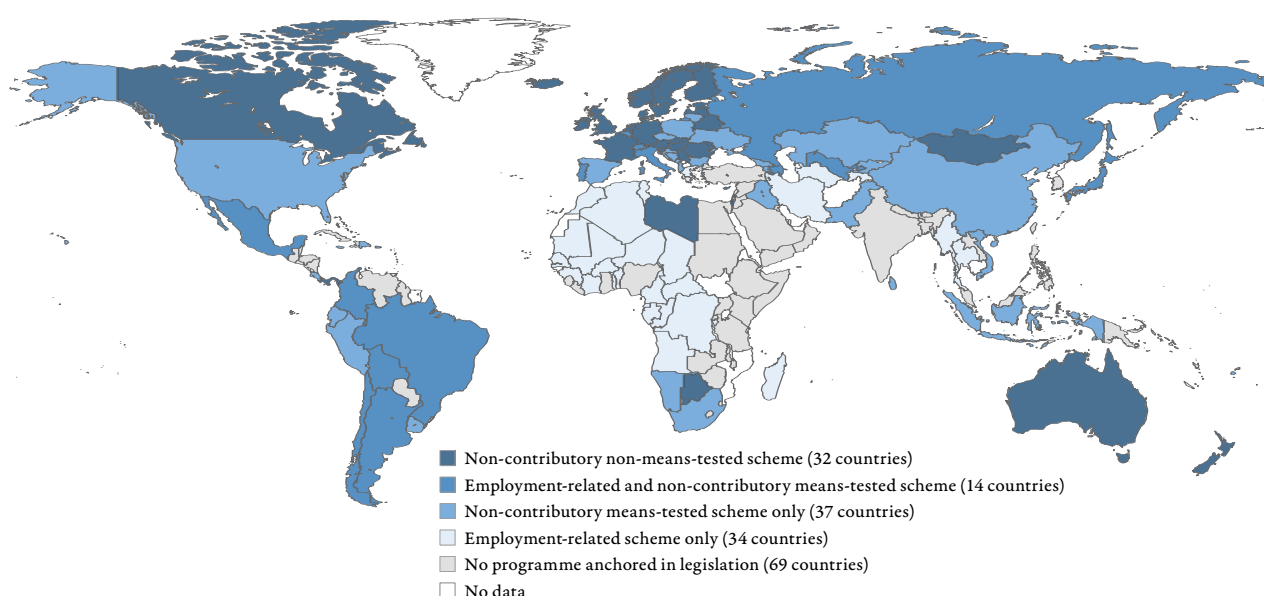 Non-contributory non-means-tested scheme (32 countries)
Employment-related and non-contributory means-tested scheme (14 countries)
Non-contributory means-tested scheme only (37 countries)
Employment-related scheme only (34 countries)
No programme anchored in legislation (69 countries)
No data